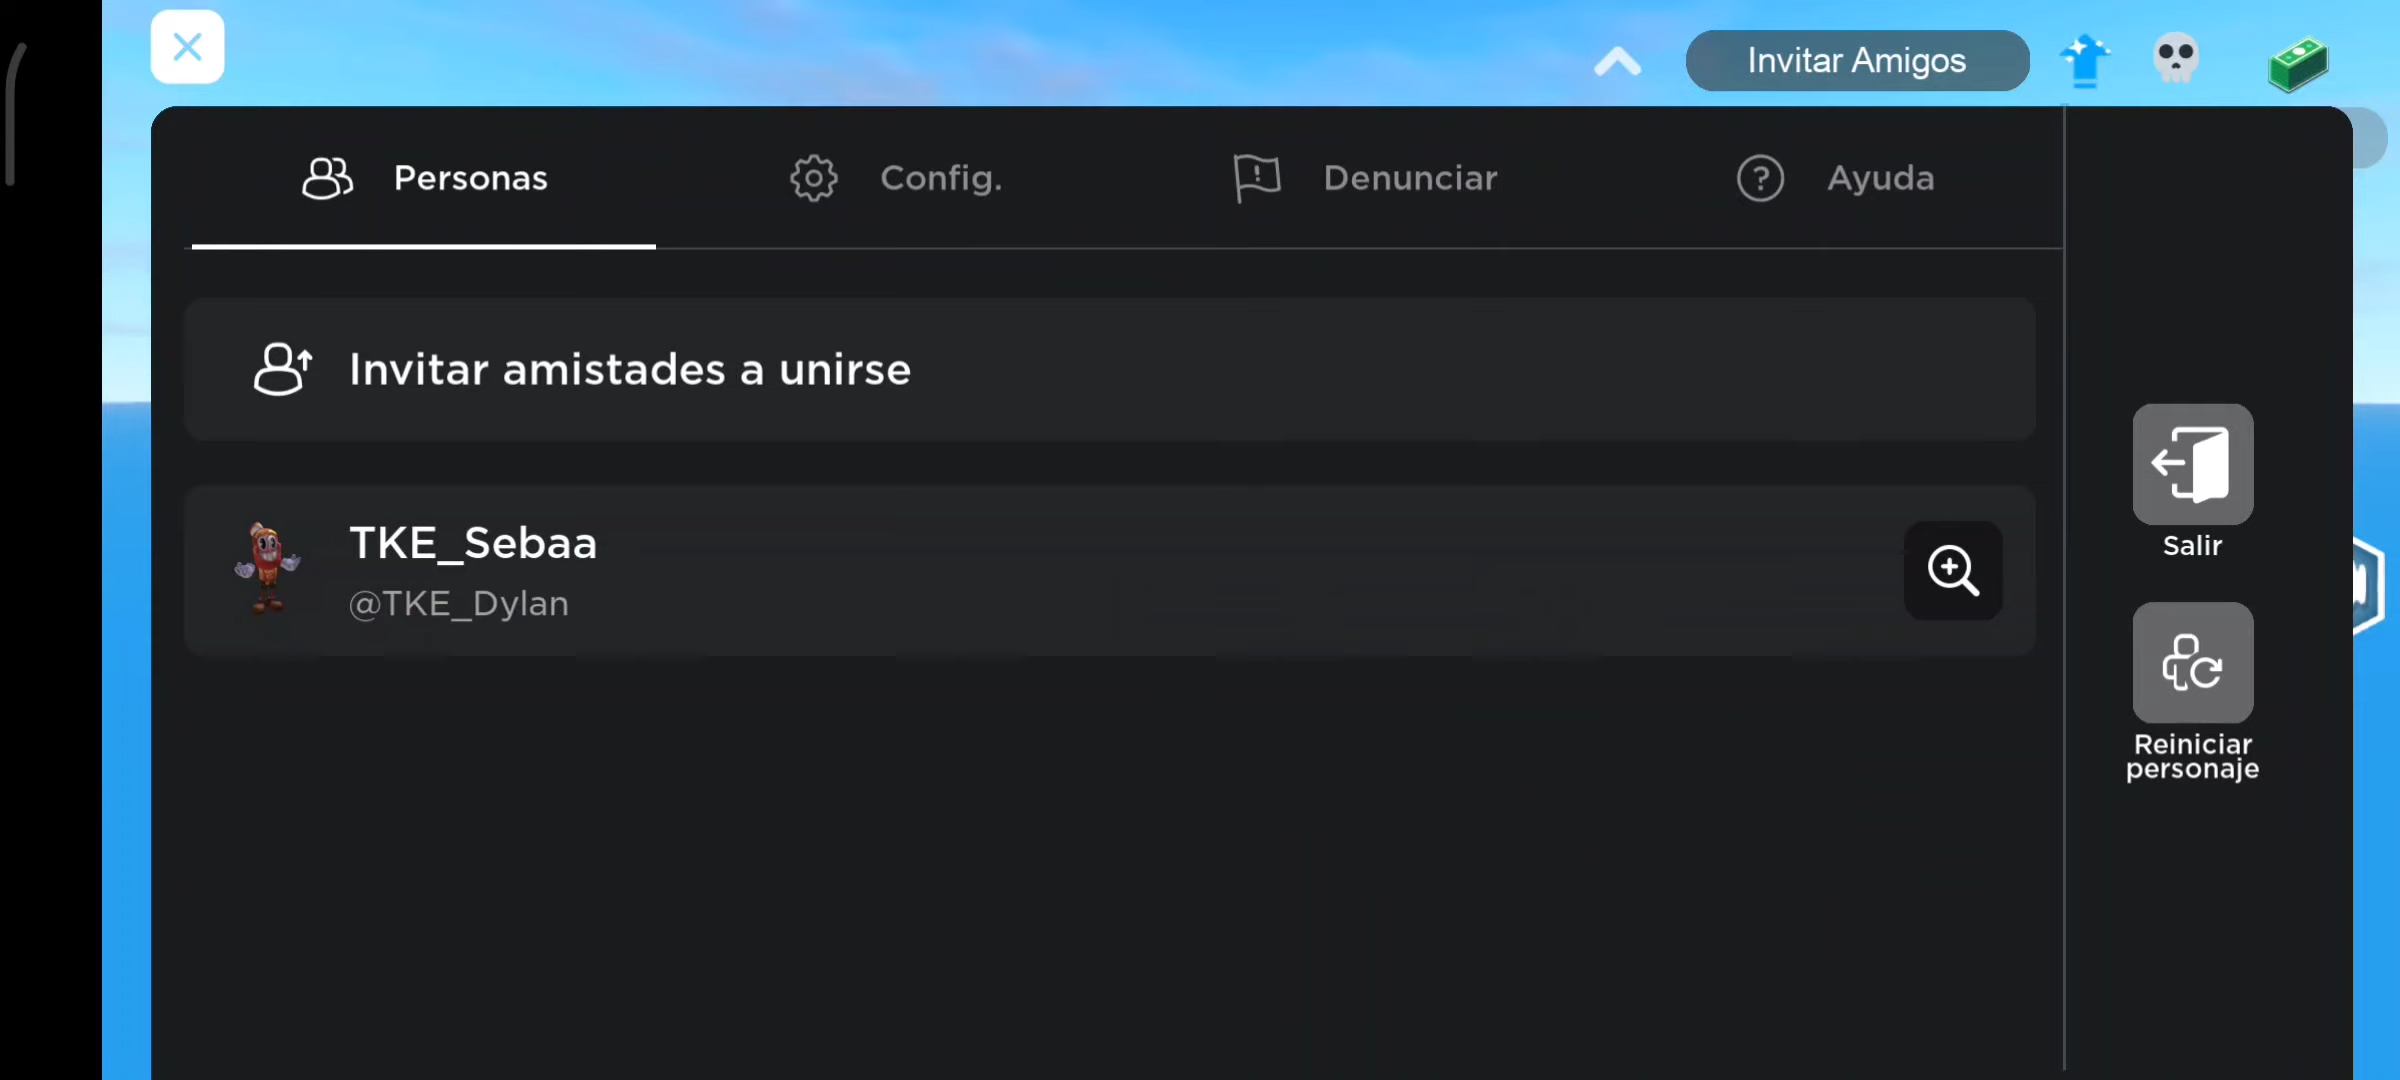 Invitar Amigos
Personas
Config.
Denunciar
Ayuda
Invitar amistades a unirse
TKE_Sebaa
@TKE_Dylan
Salir
Reiniciar
personaje